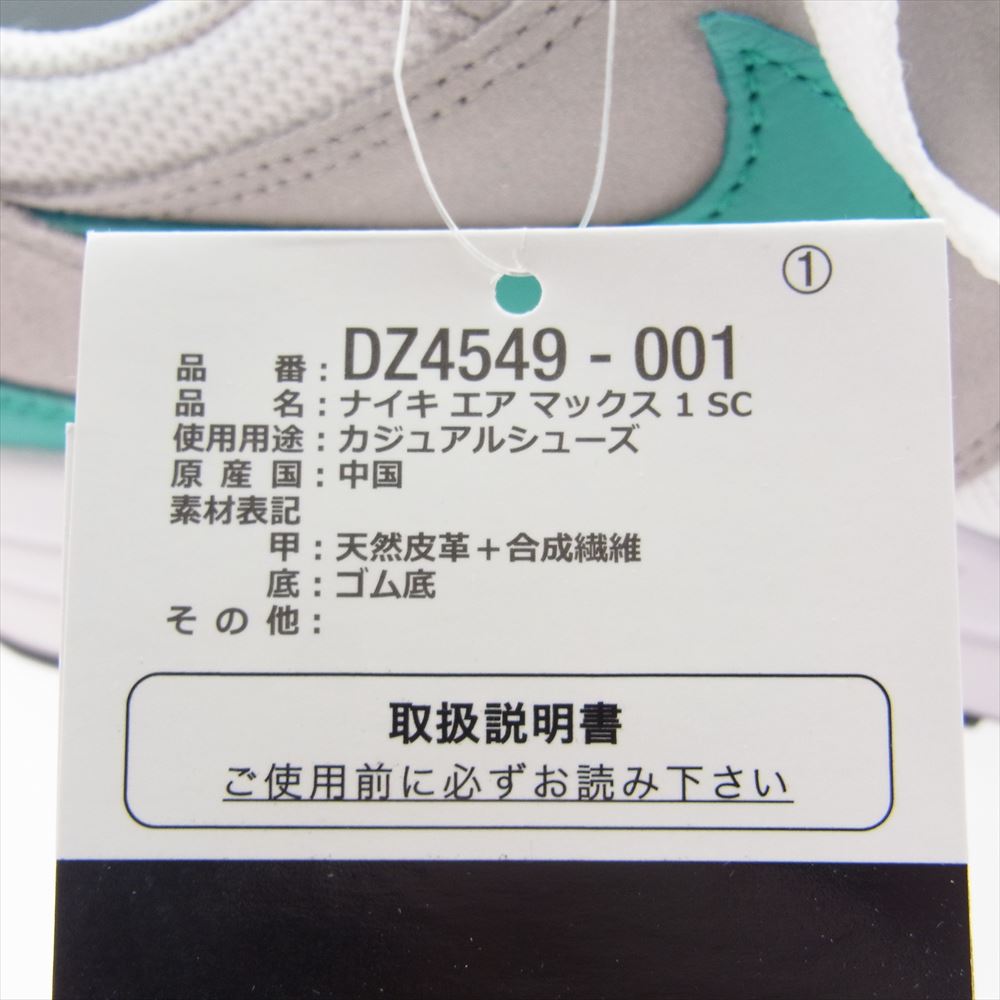 ①
品番：DZ4549 - 001
品名：ナイキ エア マックス 1 SC
使用用途：カジュアルシューズ
原産国：中国
素材表記
甲：天然皮革＋合成繊維
底：ゴム底
その他：
取扱説明書
ご使用前に必ずお読み下さい